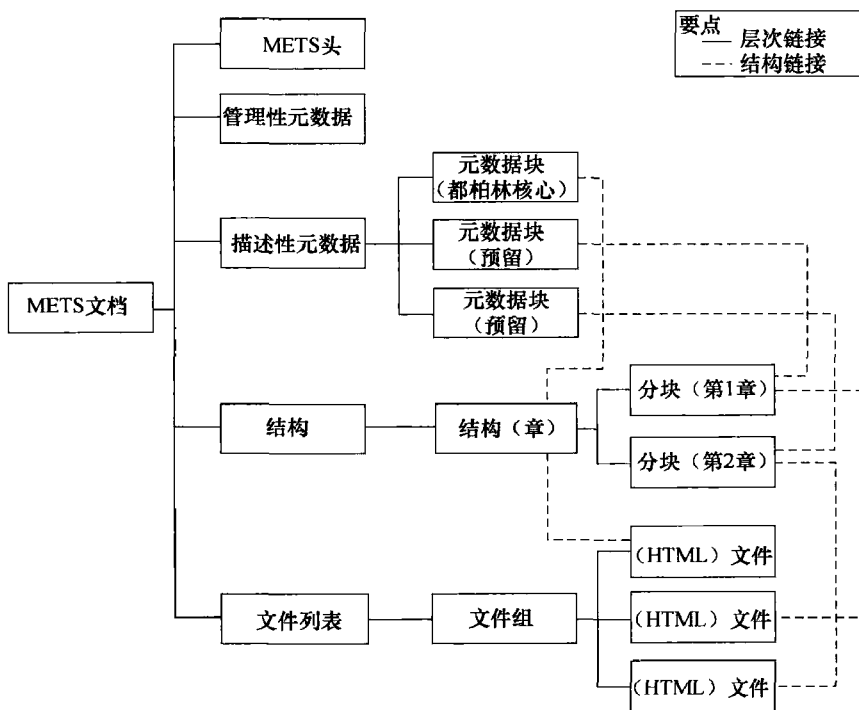 METS头
要点
层次链接
结构链接
管理性元数据
元数据块
（都柏林核心）
描述性元数据
元数据块
（预留）
元数据块
（预留）
METS文档
分块（第1章）
结构
结构（章）
分块（第2章）
（HTML）文件
文件列表
文件组
（HTML）文件
（HTML）文件